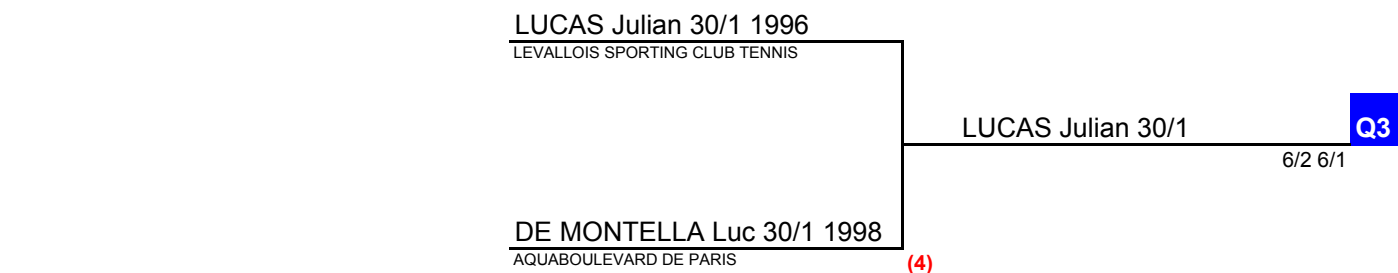 LUCAS Julian 30/1 1996
LEVALLOIS SPORTING CLUB TENNIS
LUCAS Julian 30/1
Q3
6/2 6/1
DE MONTELLA Luc 30/1 1998
AQUABOULEVARD DE PARIS
(4)